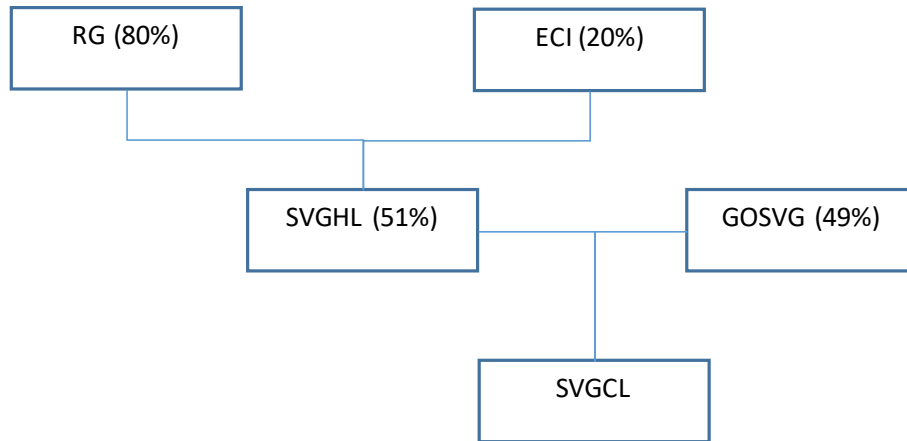 RG (80%)
ECI (20%)
SVGHL (51%)
GOSVG (49%)
SVGCL